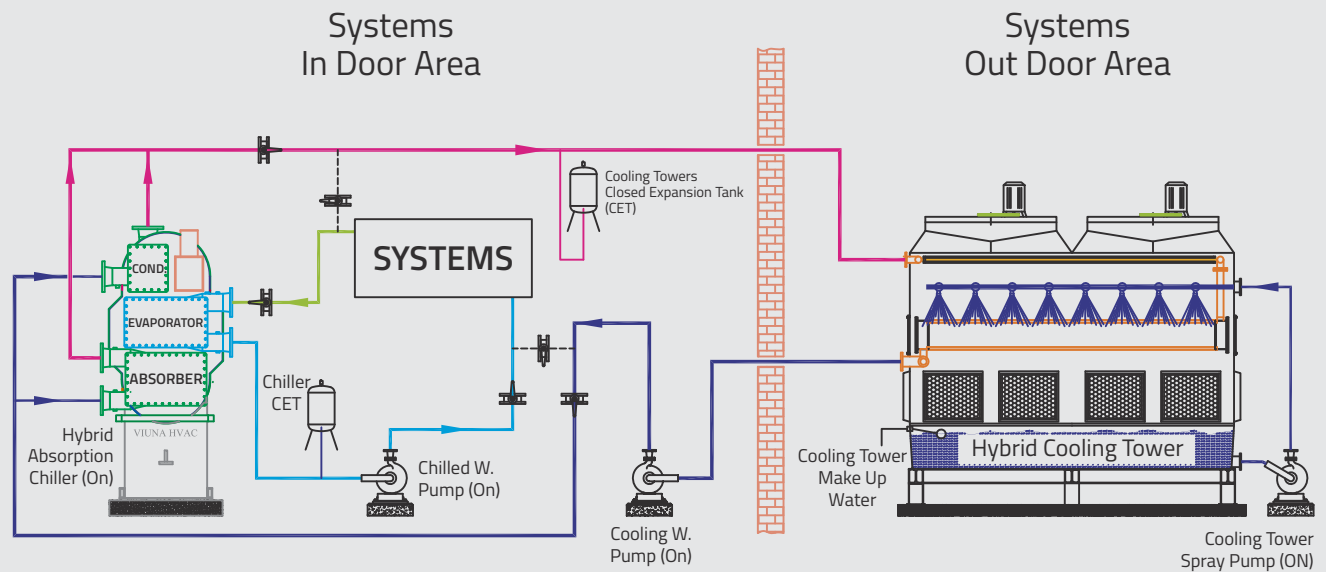 Systems
In Door Area
Systems
Out Door Area
Cooling Towers
Closed Expansion Tank
(CET)
SYSTEMS
COND.
EVAPORATOR
ABSORBER
VIUNA HVAC
Hybrid
Absorption
Chiller (On)
Chiller
CET
Chilled W.
Pump (On)
Cooling W.
Pump (On)
Cooling Tower
Make Up
Water
Hybrid Cooling Tower
Cooling Tower
Spray Pump (ON)